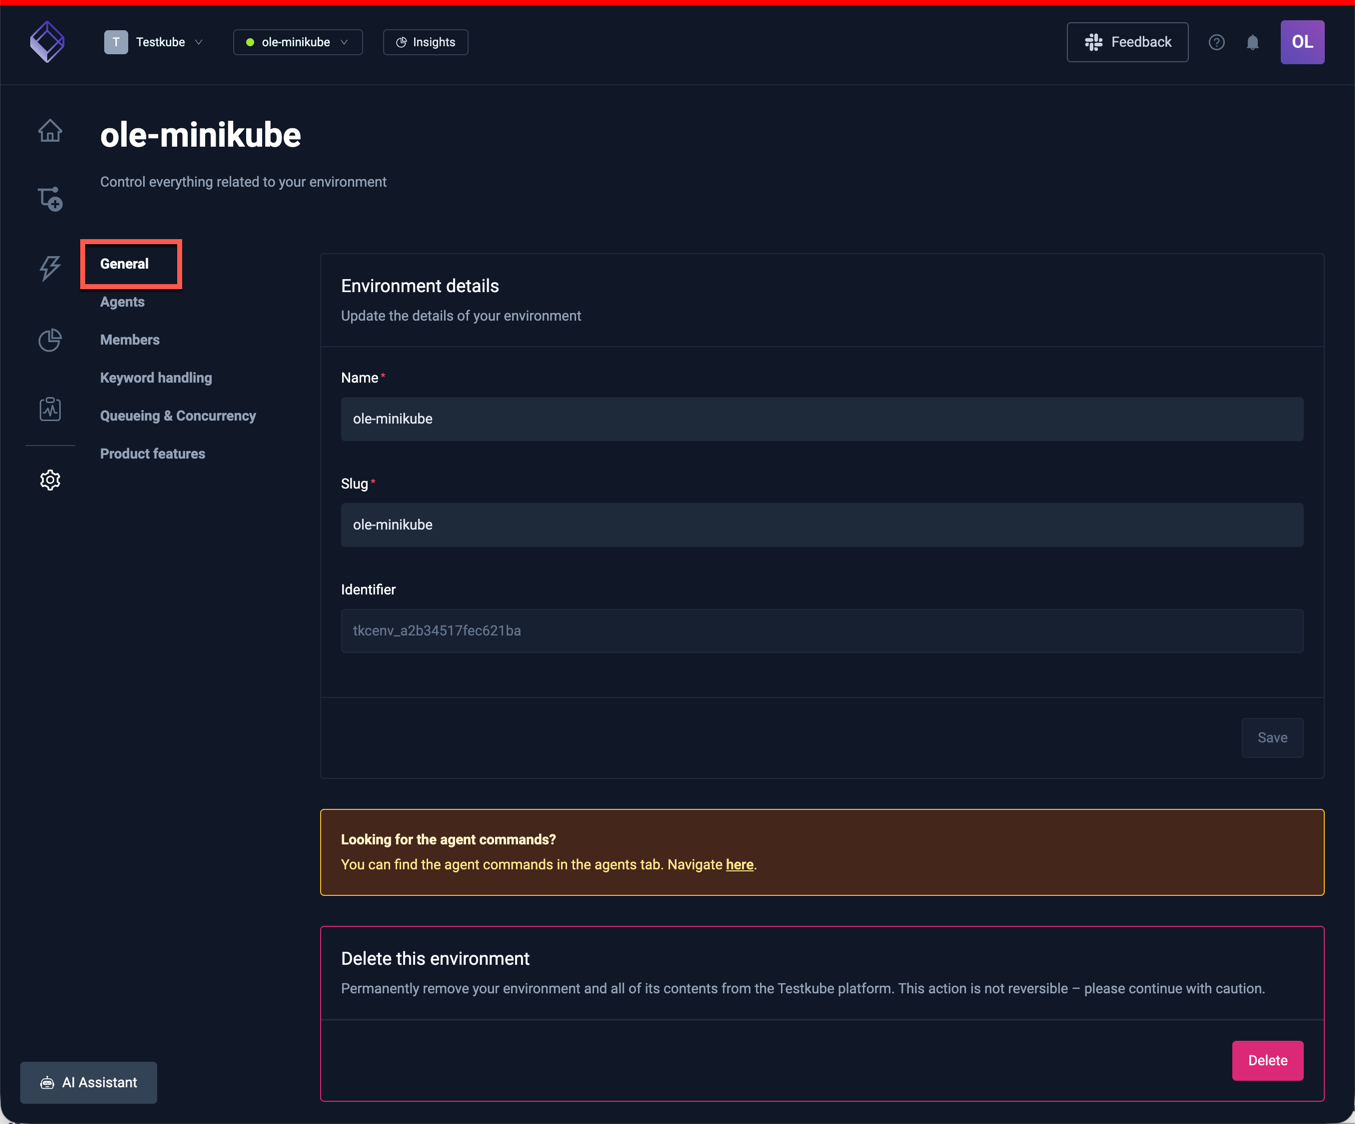 T Testkube
ole-minikube
Insights
Feedback
OL
ole-minikube
Control everything related to your environment
General
Agents
Members
Keyword handling
Queueing & Concurrency
Product features
Environment details
Update the details of your environment
Name*
ole-minikube
Slug*
ole-minikube
Identifier
tkcenv_a2b34517fec621ba
Save
Looking for the agent commands?
You can find the agent commands in the agents tab. Navigate here.
Delete this environment
Permanently remove your environment and all of its contents from the Testkube platform. This action is not reversible – please continue with caution.
Delete
AI Assistant